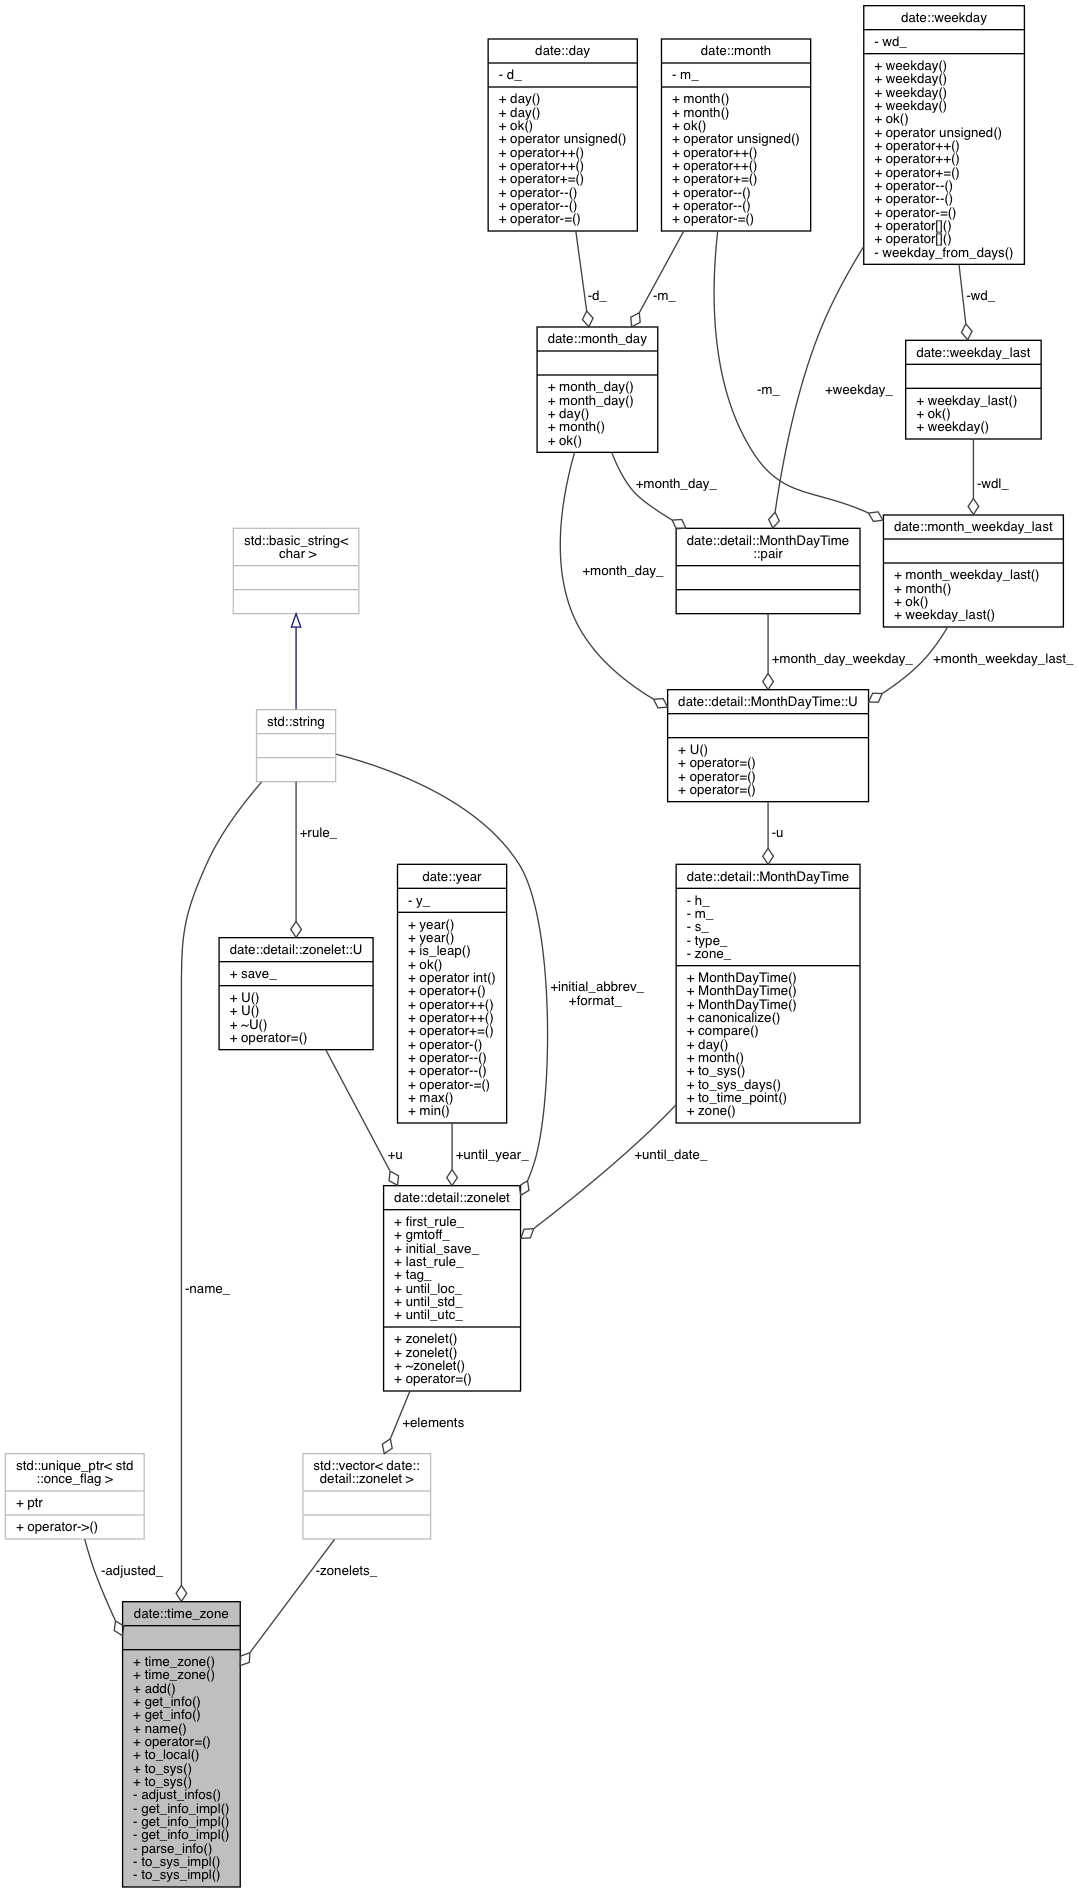 date::weekday
- wd_
+ weekday()
+ weekday()
+ weekday()
+ weekday()
+ ok()
+ operator unsigned()
+ operator++()
+ operator++()
+ operator+=()
+ operator--()
+ operator--()
+ operator-=()
+ operator[]()
+ operator[]()
- weekday_from_days()
date::day
- d_
+ day()
+ day()
+ ok()
+ operator unsigned()
+ operator++()
+ operator++()
+ operator+=()
+ operator--()
+ operator--()
+ operator-=()
date::month
- m_
+ month()
+ month()
+ ok()
+ operator unsigned()
+ operator++()
+ operator++()
+ operator+=()
+ operator--()
+ operator--()
+ operator-=()
-d_
-m_
-wd_
date::month_day
+ month_day()
+ month_day()
+ day()
+ month()
+ ok()
-m_
+weekday_
date::weekday_last
+ weekday_last()
+ ok()
+ weekday()
+month_day_
-wdl_
date::detail::MonthDayTime
::pair
date::month_weekday_last
+ month_weekday_last()
+ month()
+ ok()
+ weekday_last()
std::basic_string<
char >
+month_day_
+month_day_weekday_
+month_weekday_last_
date::detail::MonthDayTime::U
+ U()
+ operator=()
+ operator=()
+ operator=()
std::string
+rule_
-u
date::year
- y_
+ year()
+ year()
+ is_leap()
+ ok()
+ operator int()
+ operator+()
+ operator++()
+ operator++()
+ operator+=()
+ operator-()
+ operator--()
+ operator--()
+ operator-=()
+ max()
+ min()
date::detail::MonthDayTime
- h_
- m_
- s_
- type_
- zone_
+ MonthDayTime()
+ MonthDayTime()
+ MonthDayTime()
+ canonicalize()
+ compare()
+ day()
+ month()
+ to_sys()
+ to_sys_days()
+ to_time_point()
+ zone()
date::detail::zonelet::U
+ save_
+ U()
+ U()
+ ~U()
+ operator=()
+initial_abbrev_
+format_
+u
+until_year_
+until_date_
date::detail::zonelet
+ first_rule_
+ gmtoff_
+ initial_save_
+ last_rule_
+ tag_
+ until_loc_
+ until_std_
+ until_utc_
+ zonelet()
+ zonelet()
+ ~zonelet()
+ operator=()
-name_
+elements
std::unique_ptr< std
::once_flag >
+ ptr
+ operator->()
std::vector< date::
detail::zonelet >
-adjusted_
-zonelets_
date::time_zone
+ time_zone()
+ time_zone()
+ add()
+ get_info()
+ get_info()
+ name()
+ operator=()
+ to_local()
+ to_sys()
+ to_sys()
- adjust_infos()
- get_info_impl()
- get_info_impl()
- get_info_impl()
- parse_info()
- to_sys_impl()
- to_sys_impl()